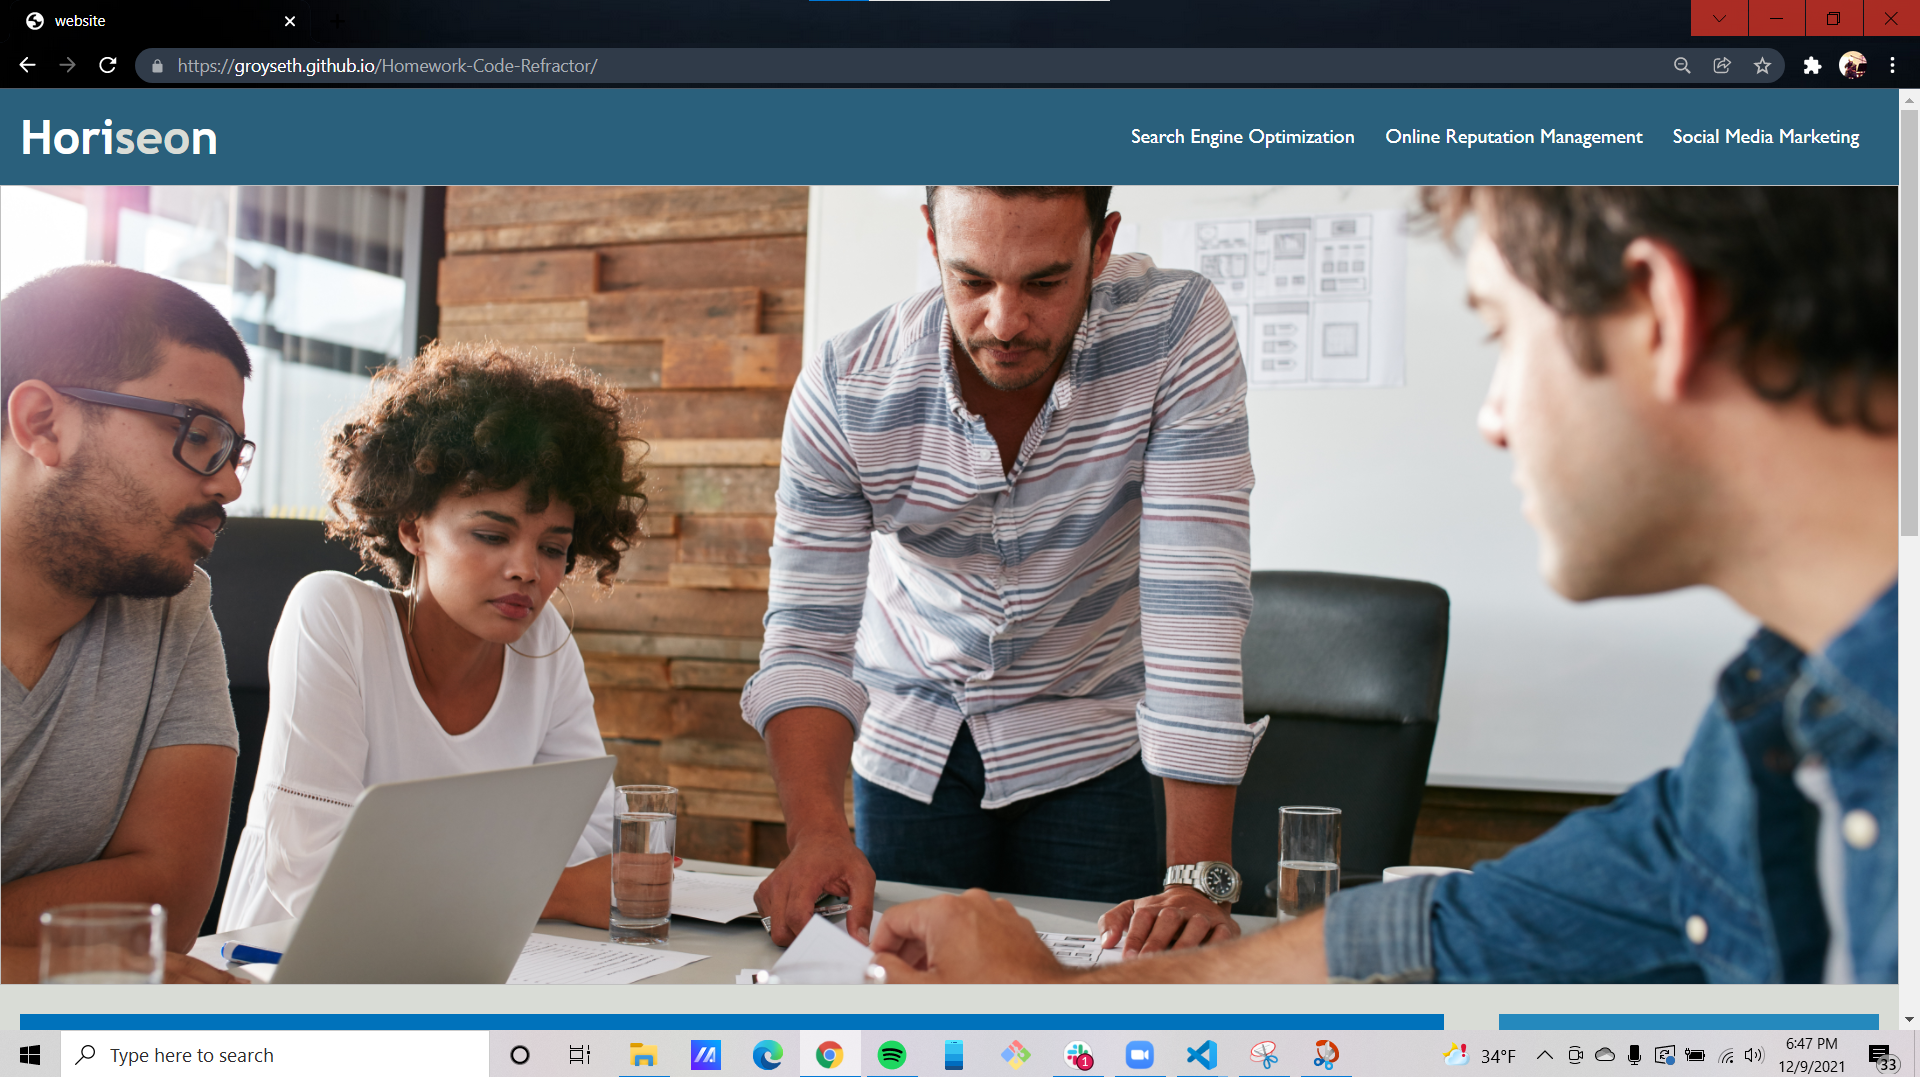 website
https://groyseth.github.io/Homework-Code-Refractor/
Horiseon
Search Engine Optimization Online Reputation Management Social Media Marketing
Type here to search
1
34°F
6:47 PM
12/9/2021
33